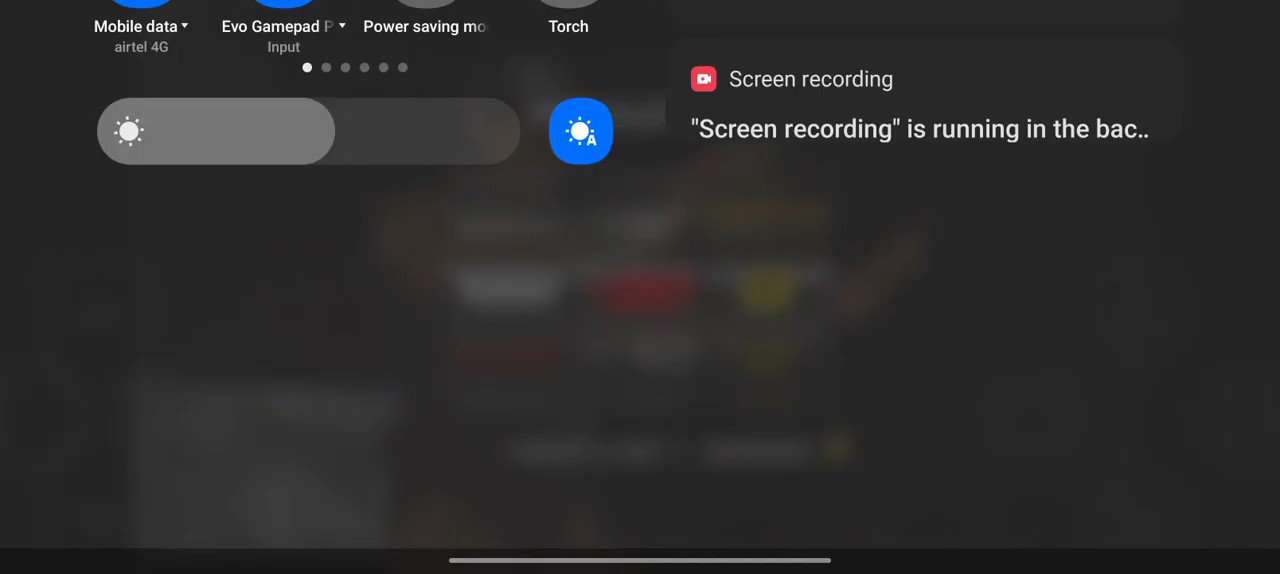 Mobile data
airtel 4G
Evo Gamepad P
Input
Power saving mo
Torch
Screen recording
"Screen recording" is running in the bac..